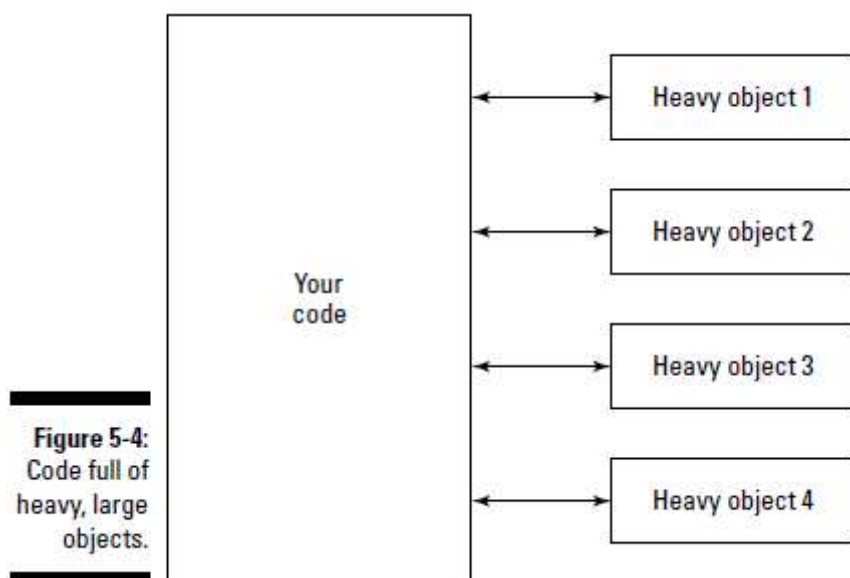 Heavy object 1
Heavy object 2
Your
code
Heavy object 3
Heavy object 4
Figure 5-4:
Code full of
heavy, large
objects.